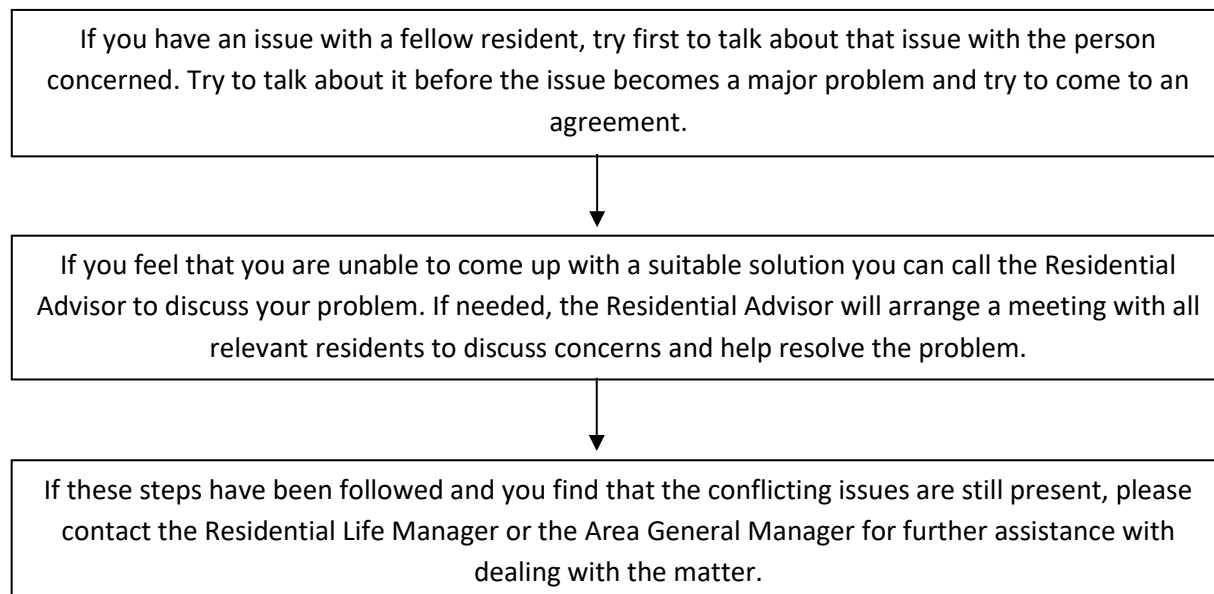 If you have an issue with a fellow resident, try first to talk about that issue with the person
concerned. Try to talk about it before the issue becomes a major problem and try to come to an
agreement.
If you feel that you are unable to come up with a suitable solution you can call the Residential
Advisor to discuss your problem. If needed, the Residential Advisor will arrange a meeting with all
relevant residents to discuss concerns and help resolve the problem.
If these steps have been followed and you find that the conflicting issues are still present, please
contact the Residential Life Manager or the Area General Manager for further assistance with
dealing with the matter.